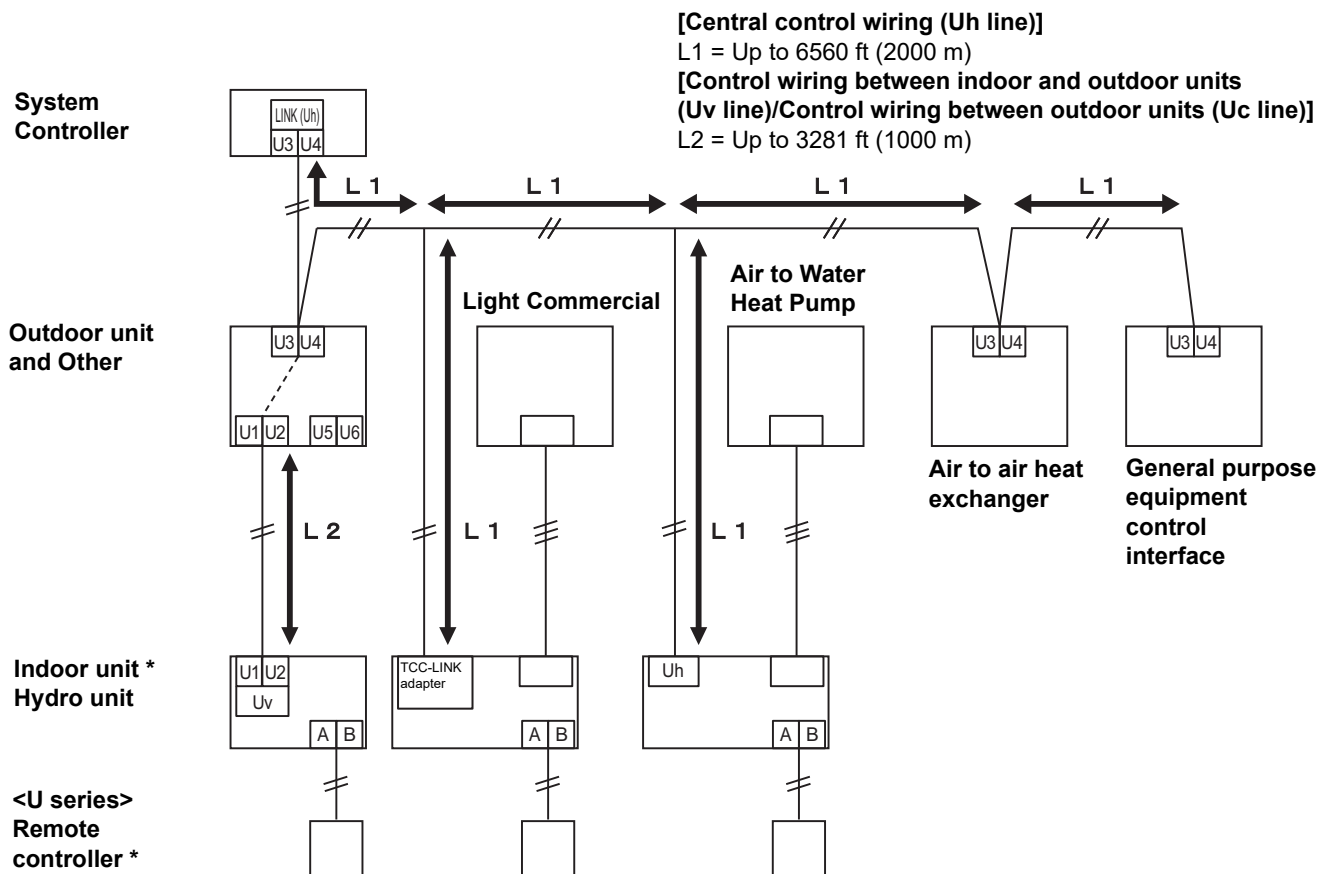 [Central control wiring (Uh line)]
L1 = Up to 6560 ft (2000 m)
[Control wiring between indoor and outdoor units
(Uv line)/Control wiring between outdoor units (Uc line)]
L2 = Up to 3281 ft (1000 m)
System
Controller
LINK (Uh)
U3 U4
L 1
L 1
L 1
L 1
Light Commercial
Air to Water
Heat Pump
Outdoor unit
and Other
U3 U4
U3 U4
U3 U4
U1 U2
U5 U6
Air to air heat
exchanger
General purpose
equipment
control
interface
L 2
L 1
L 1
Indoor unit *
Hydro unit
U1 U2
Uv
TCC-LINK
adapter
Uh
A B
A B
A B
<U series>
Remote
controller *